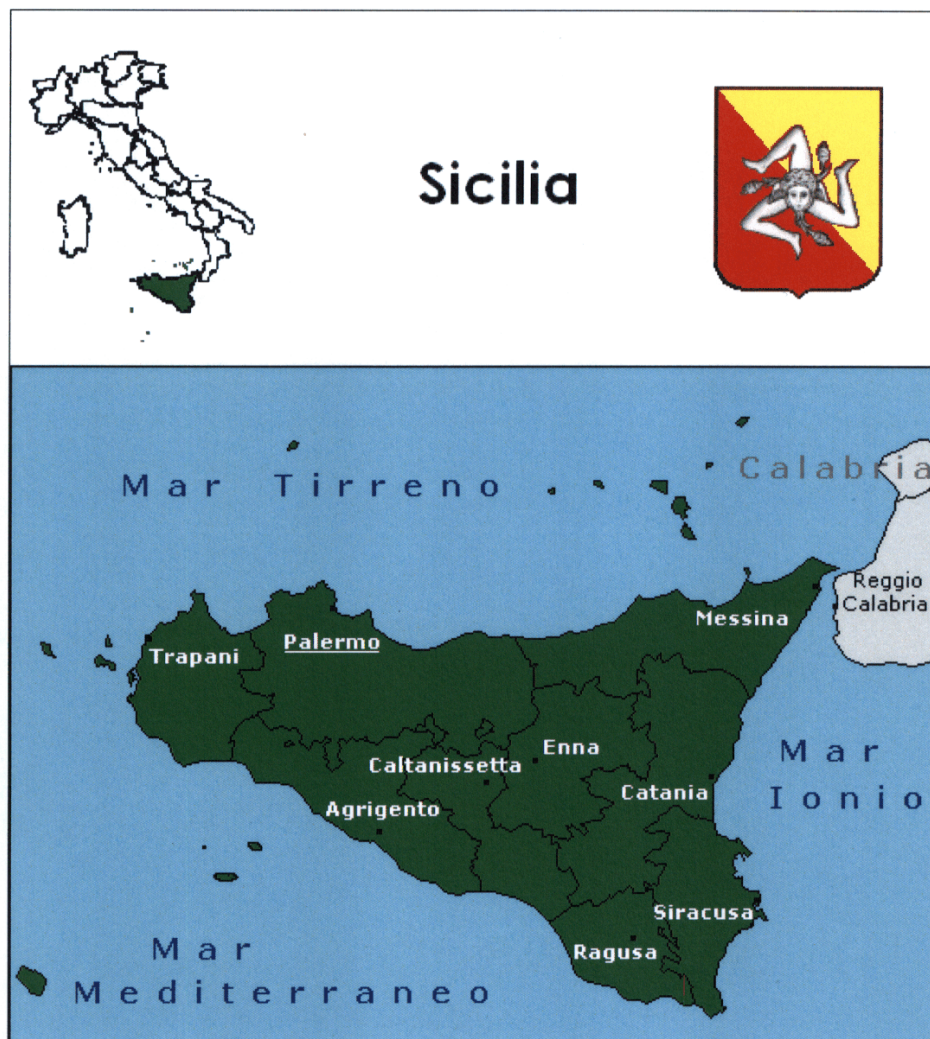 Sicilia
Calabria
Mar Tirreno
Reggio
Calabria
Messina
Palermo
Trapani
Enna
Mar
Ionio
Caltanissetta
Catania
Agrigento
Siracusa
Ragusa
Mar
Mediterraneo